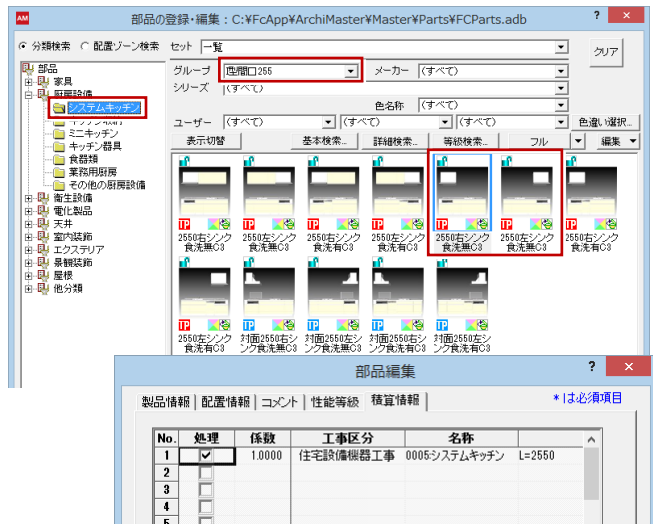 部品の登録・編集：C:¥FcApp¥ArchiMaster¥Master¥Parts¥FCParts.adb
? ×
分類検索 配置ゾーン検索 セット 一覧
クリア
部品
家具
厨房設備
システムキッチン
ミニキッチン
キッチン器具
食器類
業務用厨房
その他の厨房設備
衛生設備
電化製品
天井
室内装飾
エクステリア
景観装飾
屋根
他分類
グループ 間口255 メーカー (すべて)
シリーズ (すべて)
色名称 (すべて)
ユーザー (すべて) (すべて) (すべて) 色違い選択...
表示切替 基本検索... 詳細検索... 等級検索... フル 編集
2550右シンク 2550左シンク 2550右シンク 2550左シンク 2550右シンク 2550左シンク 2550右シンク
食洗無C3 食洗無C3 食洗有C3 食洗有C3 食洗無C3 食洗無C3 食洗有C3
2550左シンク 対面2550右シ 対面2550左シ 対面2550右シ 対面2550左シ
食洗有C3 ンク食洗無C3 ンク食洗無C3 ンク食洗有C3 ンク食洗有C3
部品編集
? ×
製品情報 配置情報 コメント 性能等級 積算情報 *は必須項目
No. 処理 係数 工事区分 名称
1 1.0000 住宅設備機器工事 0005:システムキッチン L=2550
2
3
4
5